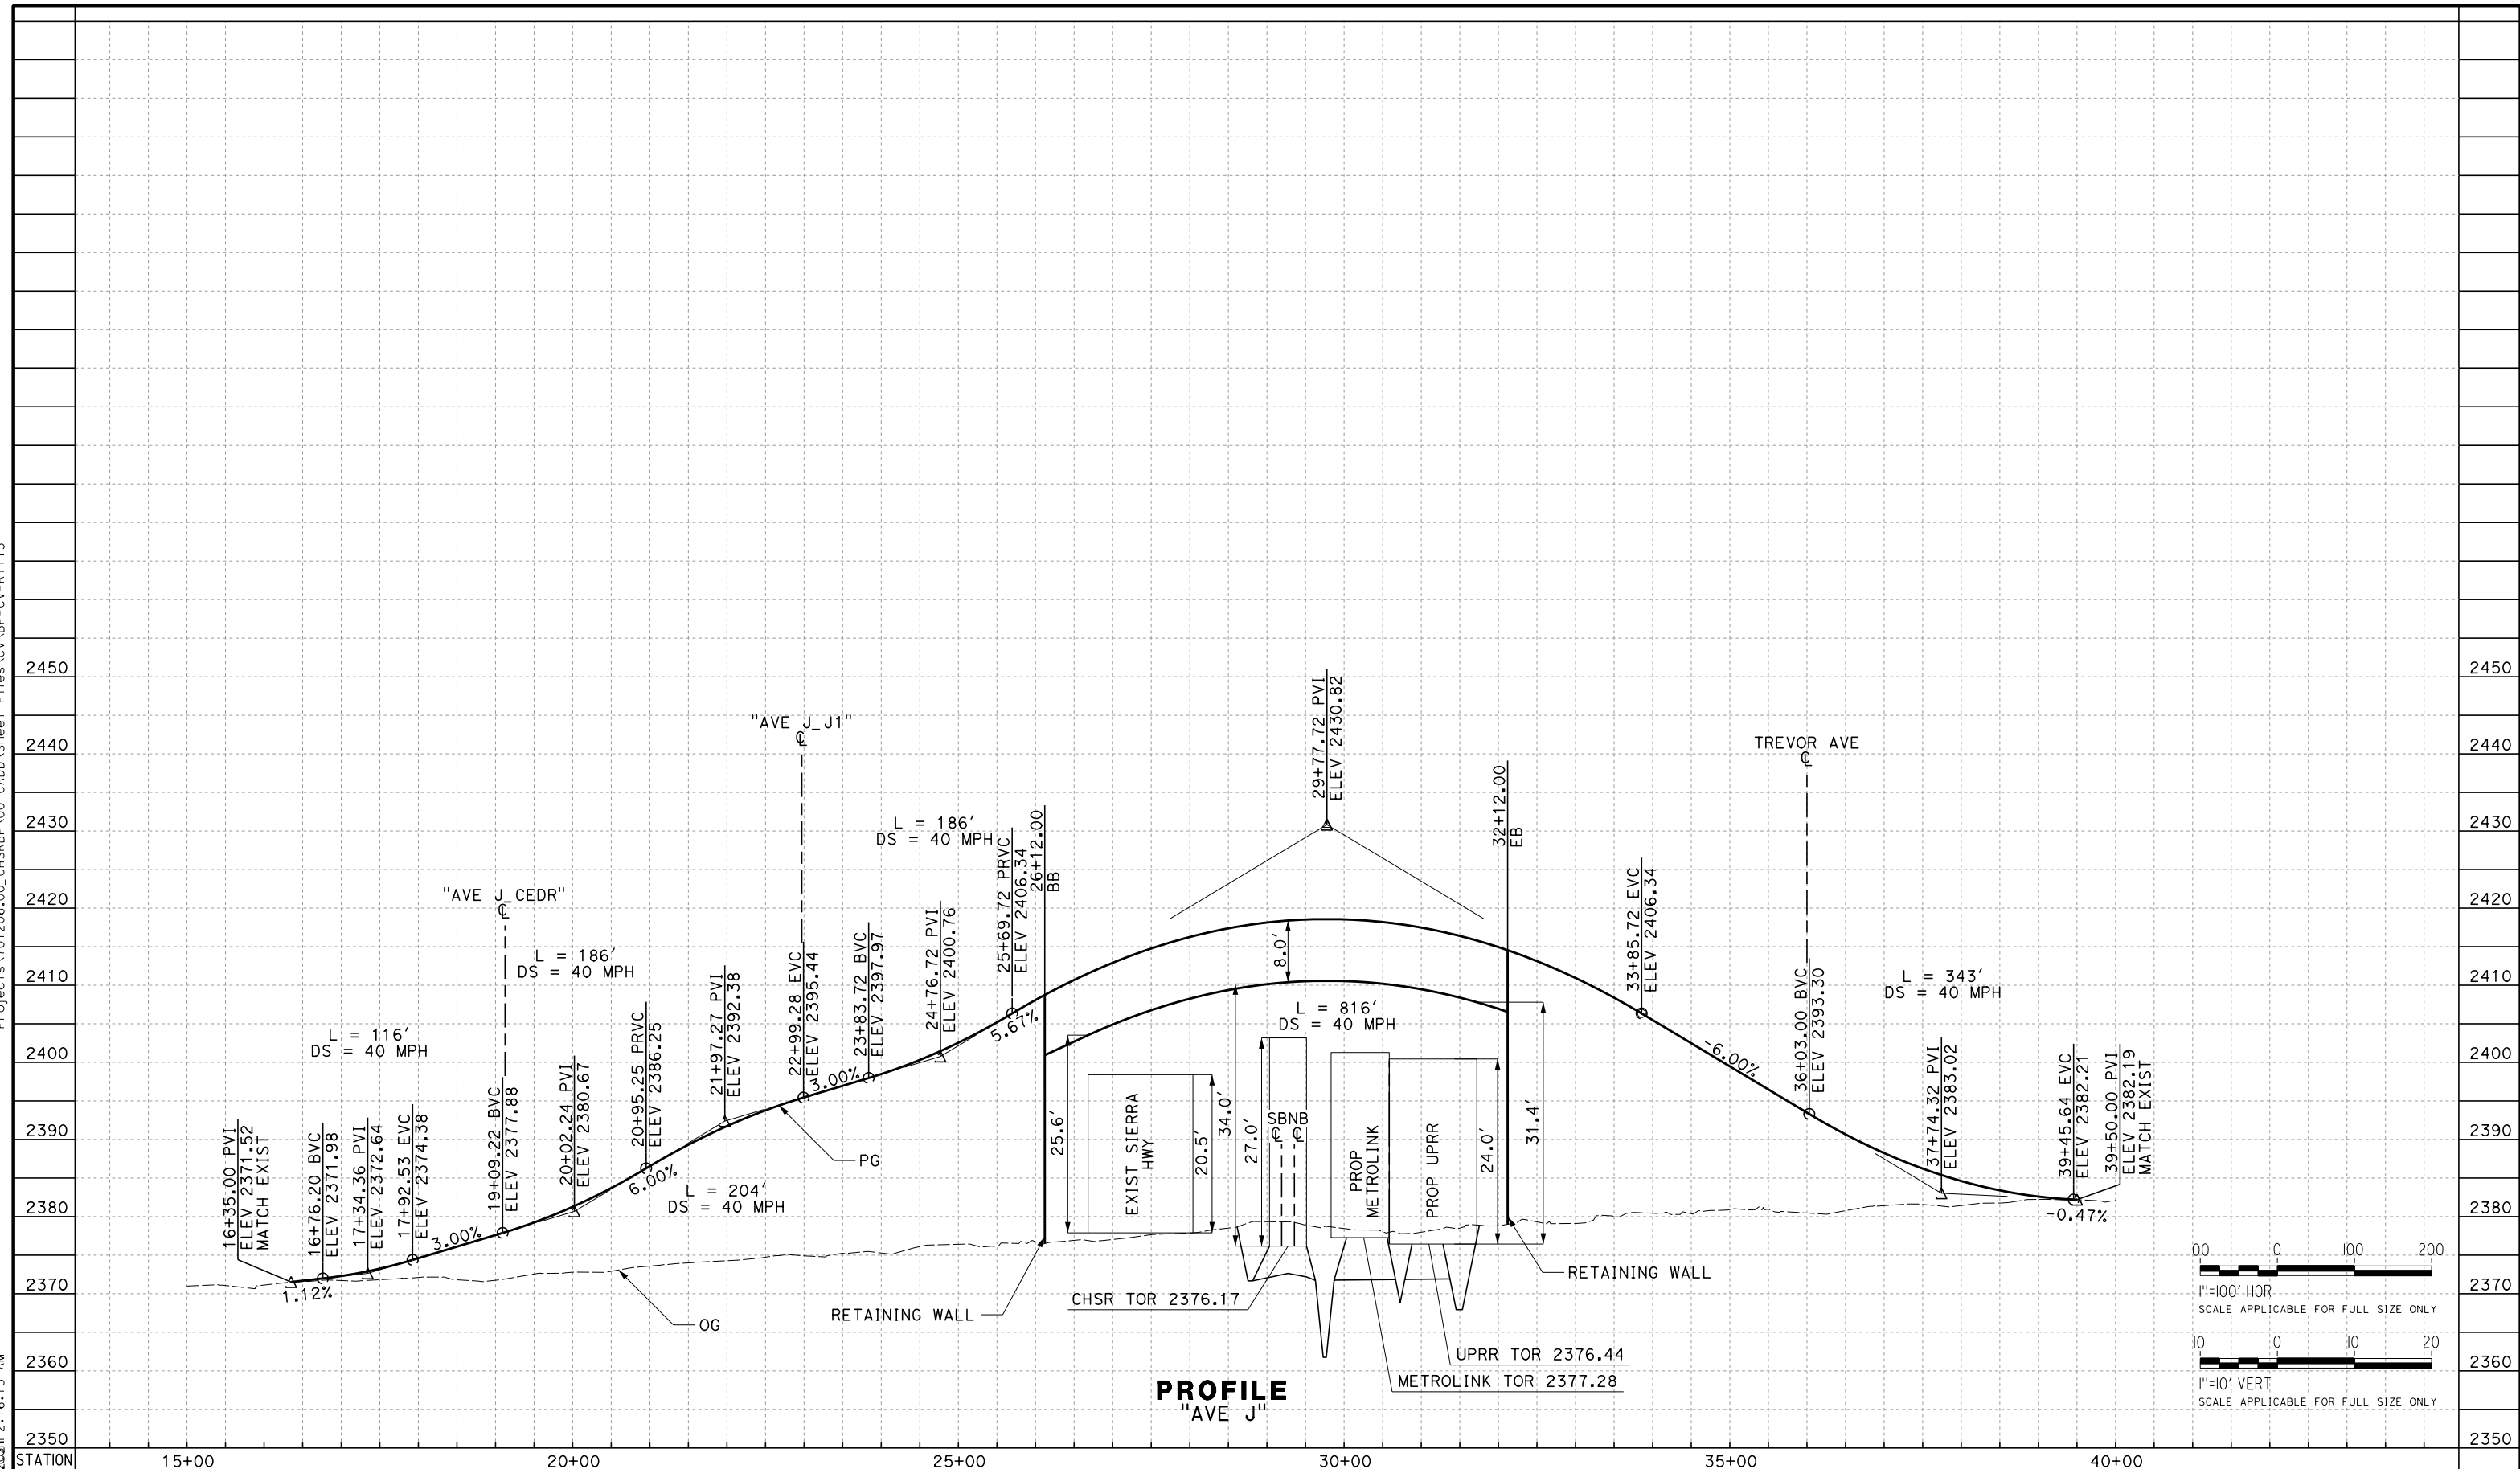 2450
2440
2430
2420
2410
2400
2390
2380
2370
2360
2350
STATION
15+00
20+00
25+00
30+00
35+00
40+00
2450
2440
2430
2420
2410
2400
2390
2380
2370
2360
2350
16+35.00 PVI
ELEV 2371.52
MATCH EXIST
1.12%
16+76.20 BVC
ELEV 2371.98
L = 116'
DS = 40 MPH
17+34.36 PVI
ELEV 2372.64
17+92.53 EVC
ELEV 2374.38
3.00%
"AVE J_CEDR"
℄
19+09.22 BVC
ELEV 2377.88
L = 186'
DS = 40 MPH
20+02.24 PVI
ELEV 2380.67
20+95.25 PRVC
ELEV 2386.25
6.00%
L = 204'
DS = 40 MPH
21+97.27 PVI
ELEV 2392.38
"AVE J_J1"
℄
22+99.28 EVC
ELEV 2395.44
3.00%
23+83.72 BVC
ELEV 2397.97
L = 186'
DS = 40 MPH
24+76.72 PVI
ELEV 2400.76
25+69.72 PRVC
ELEV 2406.34
5.67%
26+12.00
BB
PG
OG
RETAINING WALL
29+77.72 PVI
ELEV 2430.82
8.0'
L = 816'
DS = 40 MPH
25.6'
EXIST SIERRA
HWY
20.5'
34.0'
27.0'
SB NB
℄ ℄
PROP
METROLINK
PROP UPRR
24.0'
31.4'
CHSR TOR 2376.17
UPRR TOR 2376.44
METROLINK TOR 2377.28
32+12.00
EB
RETAINING WALL
33+85.72 EVC
ELEV 2406.34
-6.00%
TREVOR AVE
℄
36+03.00 BVC
ELEV 2393.30
L = 343'
DS = 40 MPH
37+74.32 PVI
ELEV 2383.02
39+45.64 EVC
ELEV 2382.21
39+50.00 PVI
ELEV 2382.19
MATCH EXIST
-0.47%
100 0 100 200
1"=100' HOR
SCALE APPLICABLE FOR FULL SIZE ONLY
10 0 10 20
1"=10' VERT
SCALE APPLICABLE FOR FULL SIZE ONLY
PROFILE
"AVE J"